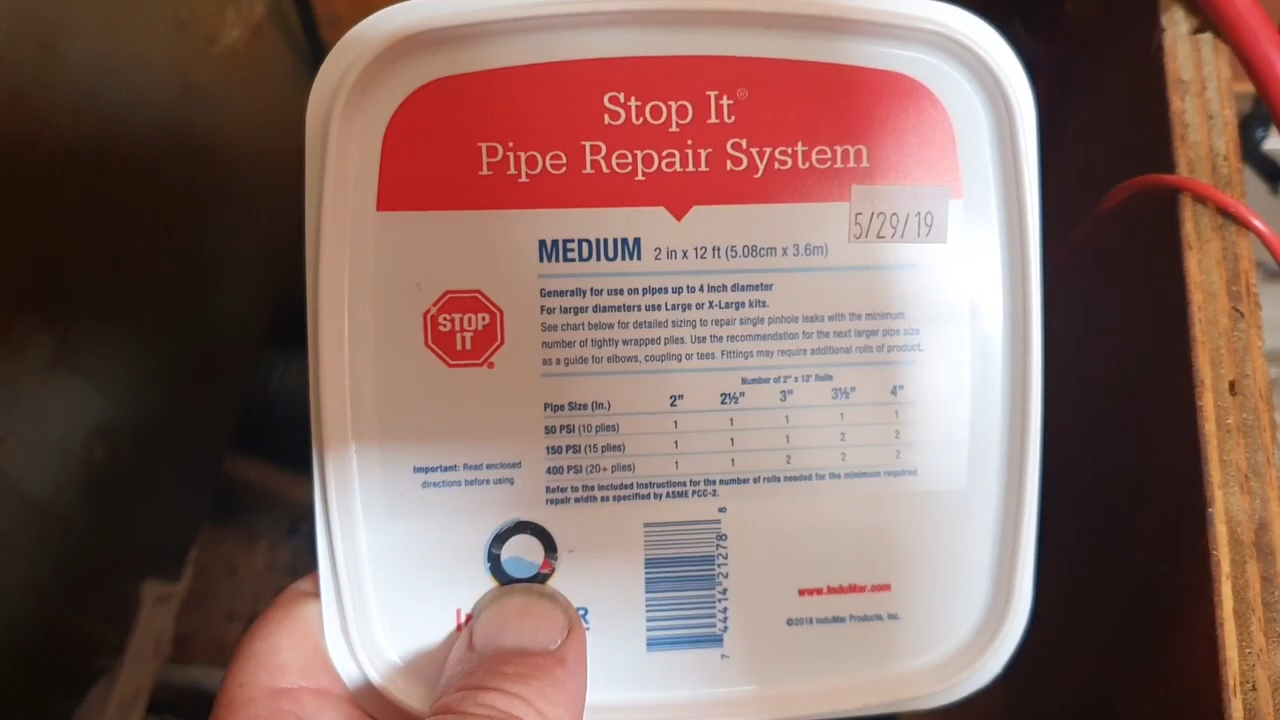 Stop It®
Pipe Repair System
5/29/19
MEDIUM 2 in x 12 ft (5.08cm x 3.6m)
Generally for use on pipes up to 4 inch diameter
For larger diameters use Large or X-Large kits.
See chart below for detailed sizing to repair single pinhole leaks with the minimum
number of tightly wrapped plies. Use the recommendation for the next larger pipe size
as a guide for elbows, coupling or tees. Fittings may require additional rolls of product.
STOP
IT
Number of 2" x 12' Rolls
Pipe Size (in.) 2" 2½" 3" 3½" 4"
50 PSI (10 plies) 1 1 1 1 1
150 PSI (15 plies) 1 1 1 2 2
400 PSI (20+ plies) 1 1 2 2 2
Refer to the included instructions for the number of rolls needed for the minimum required
repair width as specified by ASME PCC-2.
Important: Read enclosed
directions before using
7 44414 21278 8
www.InduMar.com
©2018 InduMar Products, Inc.